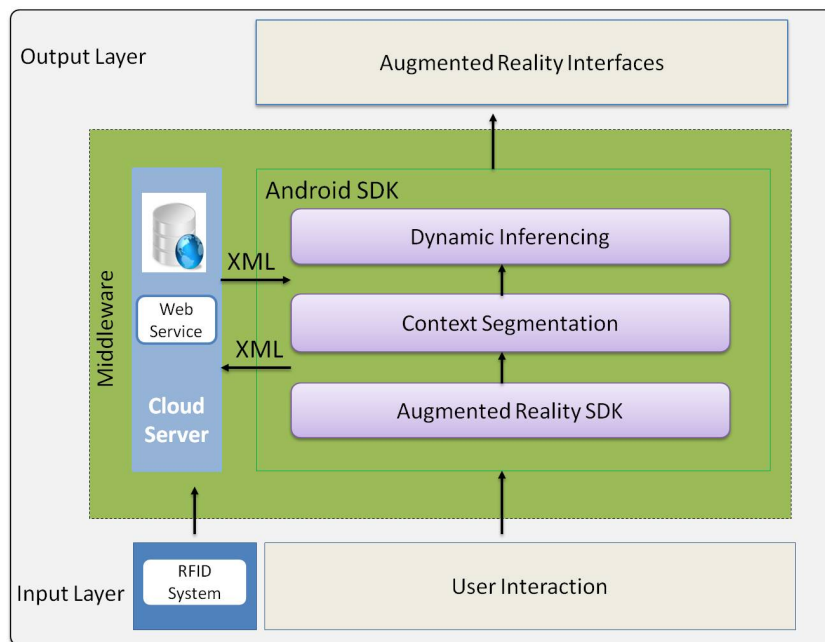 Output Layer
Augmented Reality Interfaces
Middleware
Android SDK
Dynamic Inferencing
XML
Web
Service
Context Segmentation
XML
Cloud
Server
Augmented Reality SDK
Input Layer
RFID
System
User Interaction